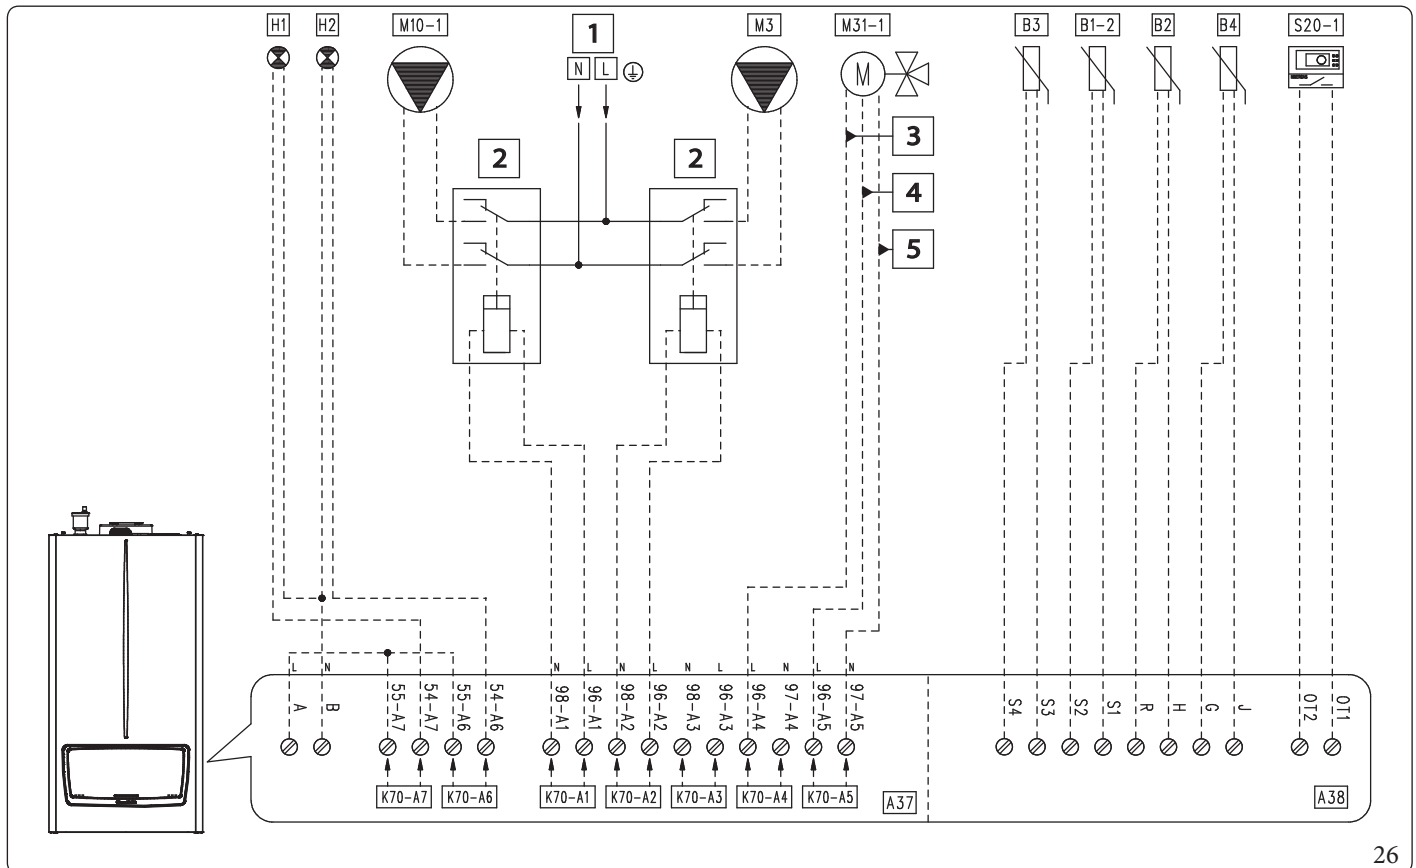 H1 H2 M10-1 1 M3 M31-1 B3 B1-2 B2 B4 S20-1
N L
M
3
2 2
4
5
L N N L N L N L L L N
A B 55-A7 54-A7 55-A6 54-A6 98-A1 96-A1 98-A2 96-A2 98-A3 96-A3 96-A4 97-A4 96-A5 97-A5 S4 S3 S2 S1 R H G J OT2 OT1
K70-A7 K70-A6 K70-A1 K70-A2 K70-A3 K70-A4 K70-A5 A37 A38
26